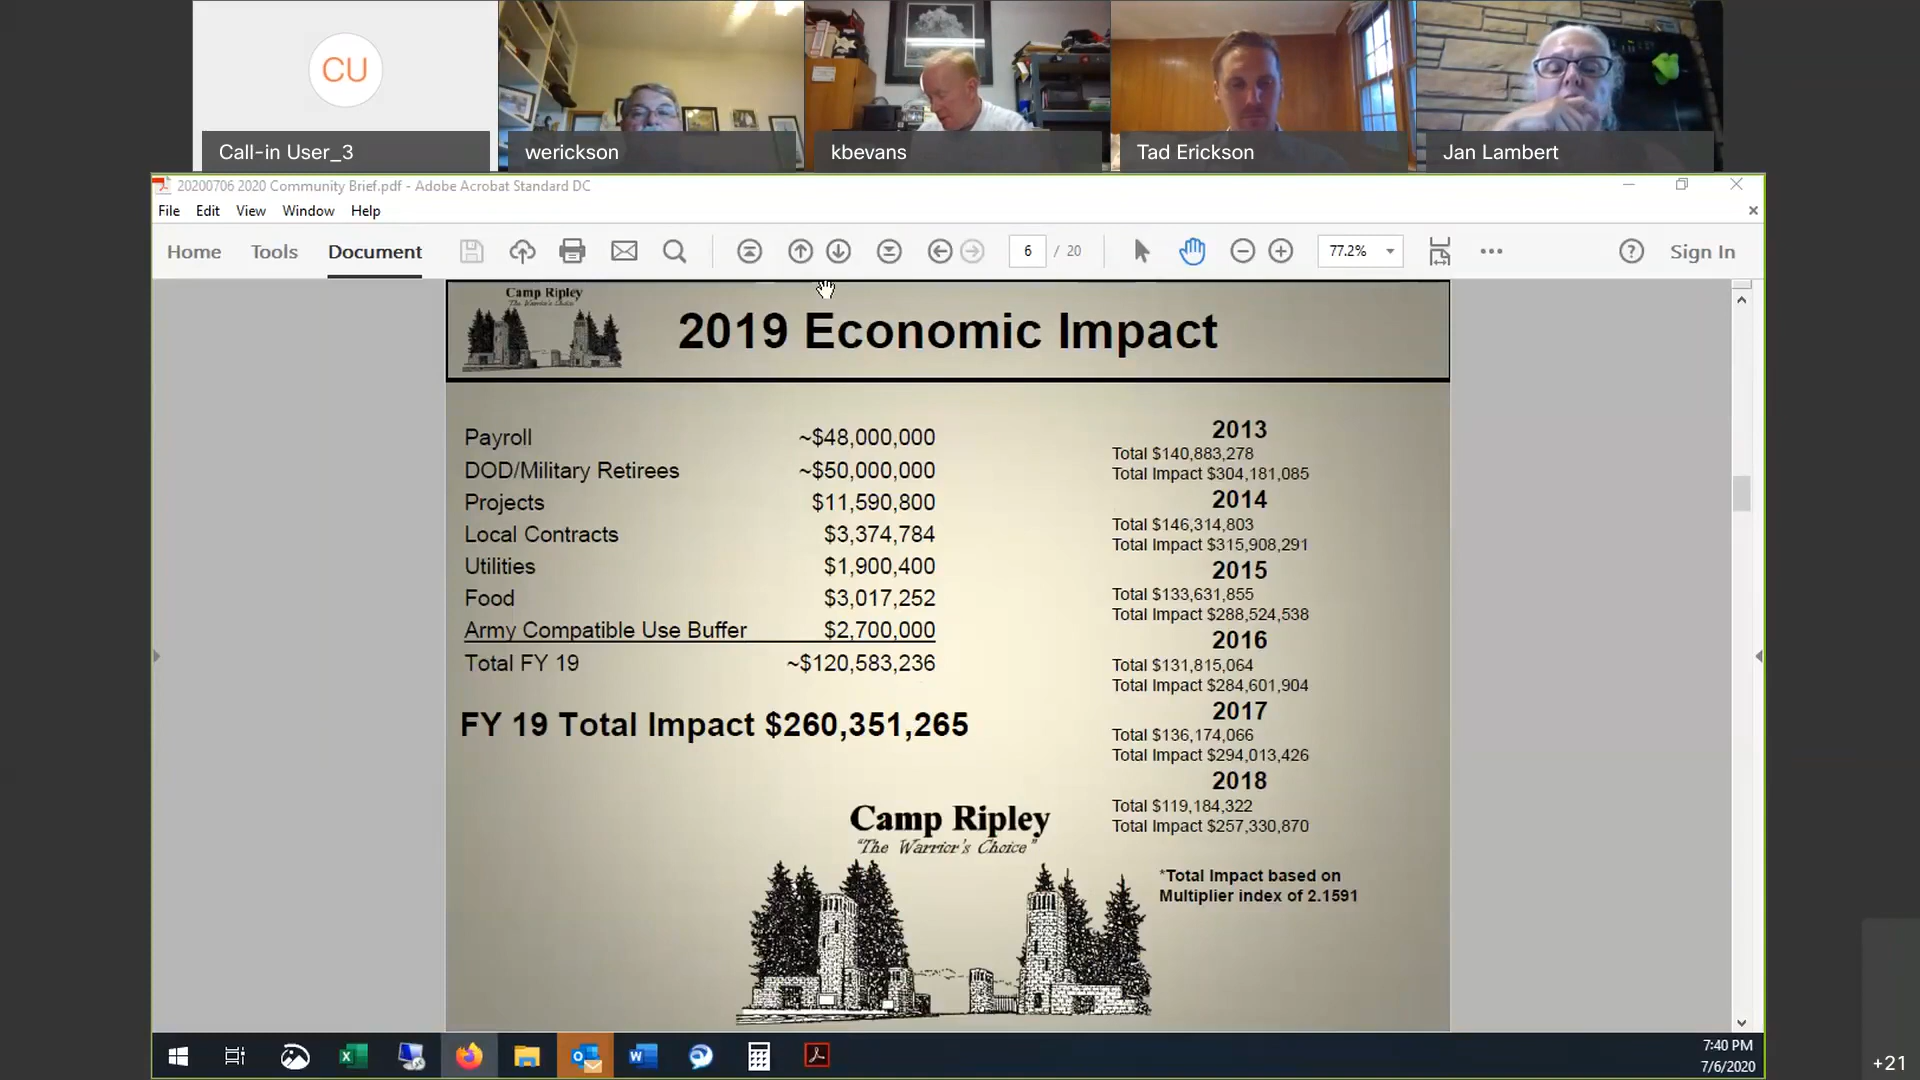 CU
Call-in User_3
werickson
kbevans
Tad Erickson
Jan Lambert
20200706 2020 Community Brief.pdf - Adobe Acrobat Standard DC
File Edit View Window Help
Home Tools Document 6 / 20 77.2% Sign In
Camp Ripley
"The Warrior's Choice"
2019 Economic Impact
Payroll ~$48,000,000
DOD/Military Retirees ~$50,000,000
Projects $11,590,800
Local Contracts $3,374,784
Utilities $1,900,400
Food $3,017,252
Army Compatible Use Buffer $2,700,000
Total FY 19 ~$120,583,236
FY 19 Total Impact $260,351,265
2013
Total $140,883,278
Total Impact $304,181,085
2014
Total $146,314,803
Total Impact $315,908,291
2015
Total $133,631,855
Total Impact $288,524,538
2016
Total $131,815,064
Total Impact $284,601,904
2017
Total $136,174,066
Total Impact $294,013,426
2018
Total $119,184,322
Total Impact $257,330,870
*Total Impact based on
Multiplier index of 2.1591
Camp Ripley
"The Warrior's Choice"
7:40 PM
7/6/2020
+21